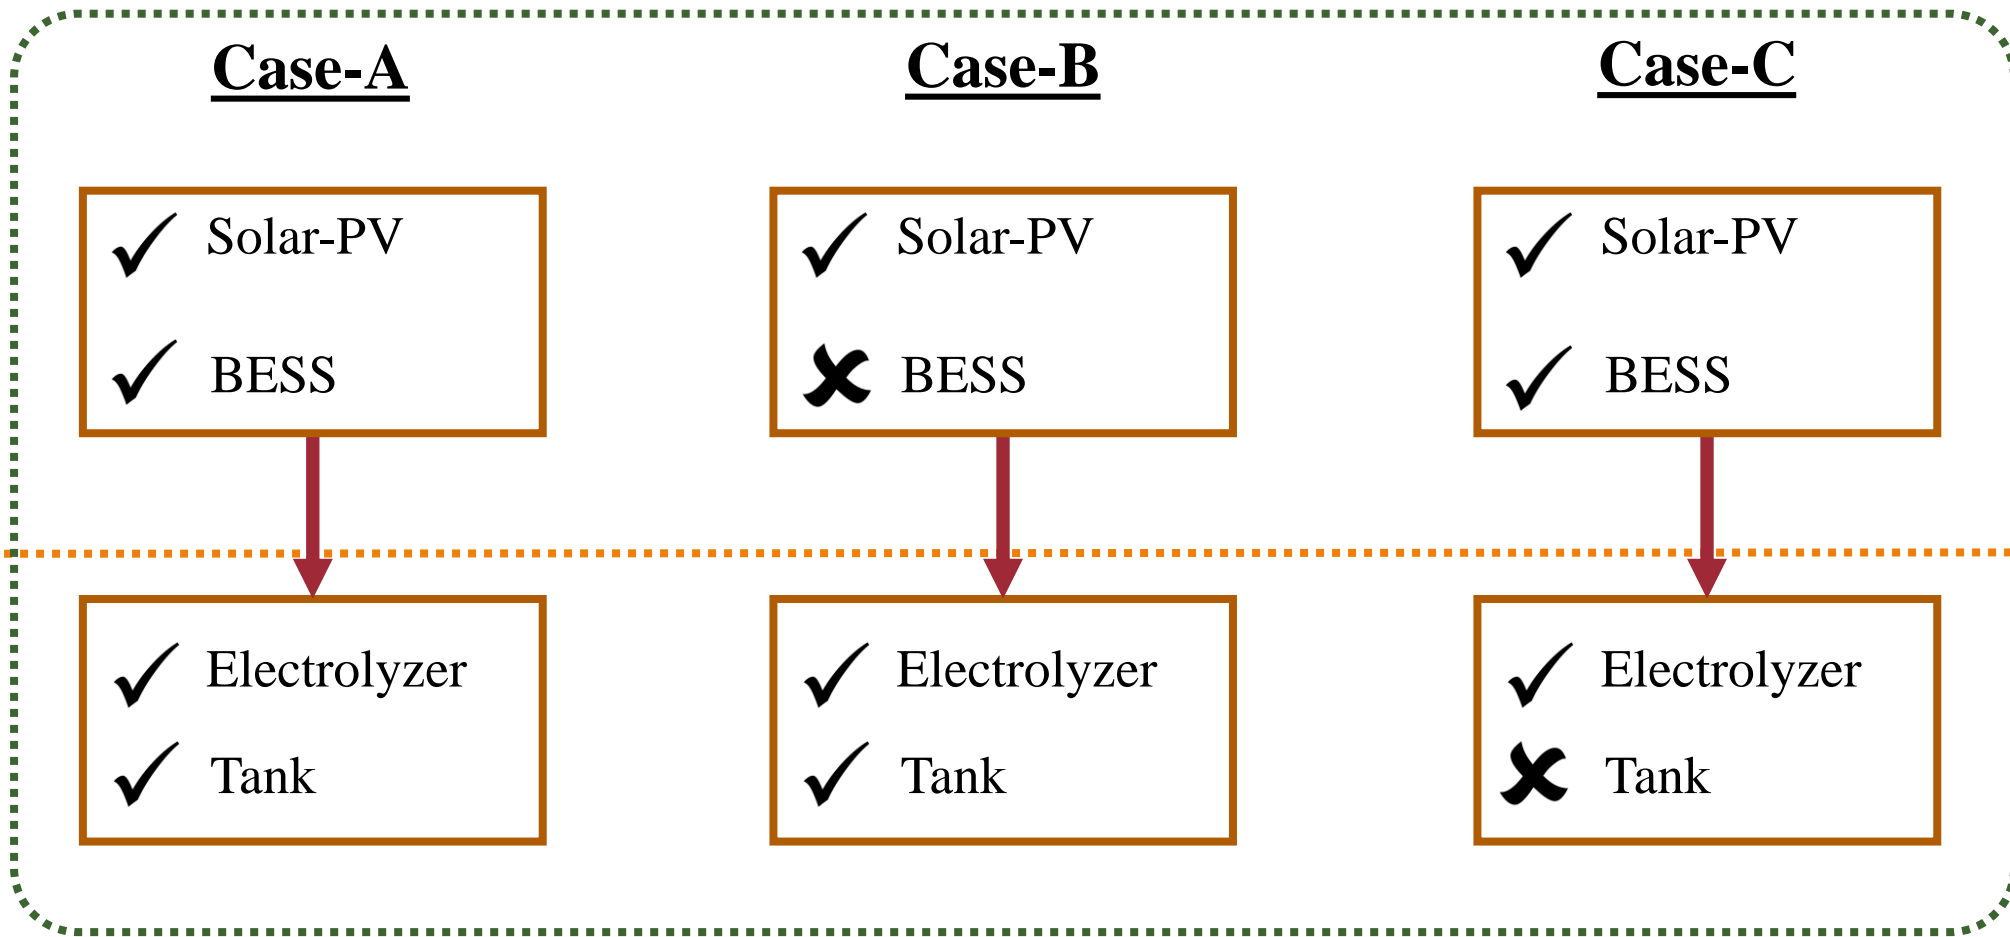 Case-A
Case-B
Case-C
Solar-PV
BESS
Solar-PV
BESS
Solar-PV
BESS
Electrolyzer
Tank
Electrolyzer
Tank
Electrolyzer
Tank